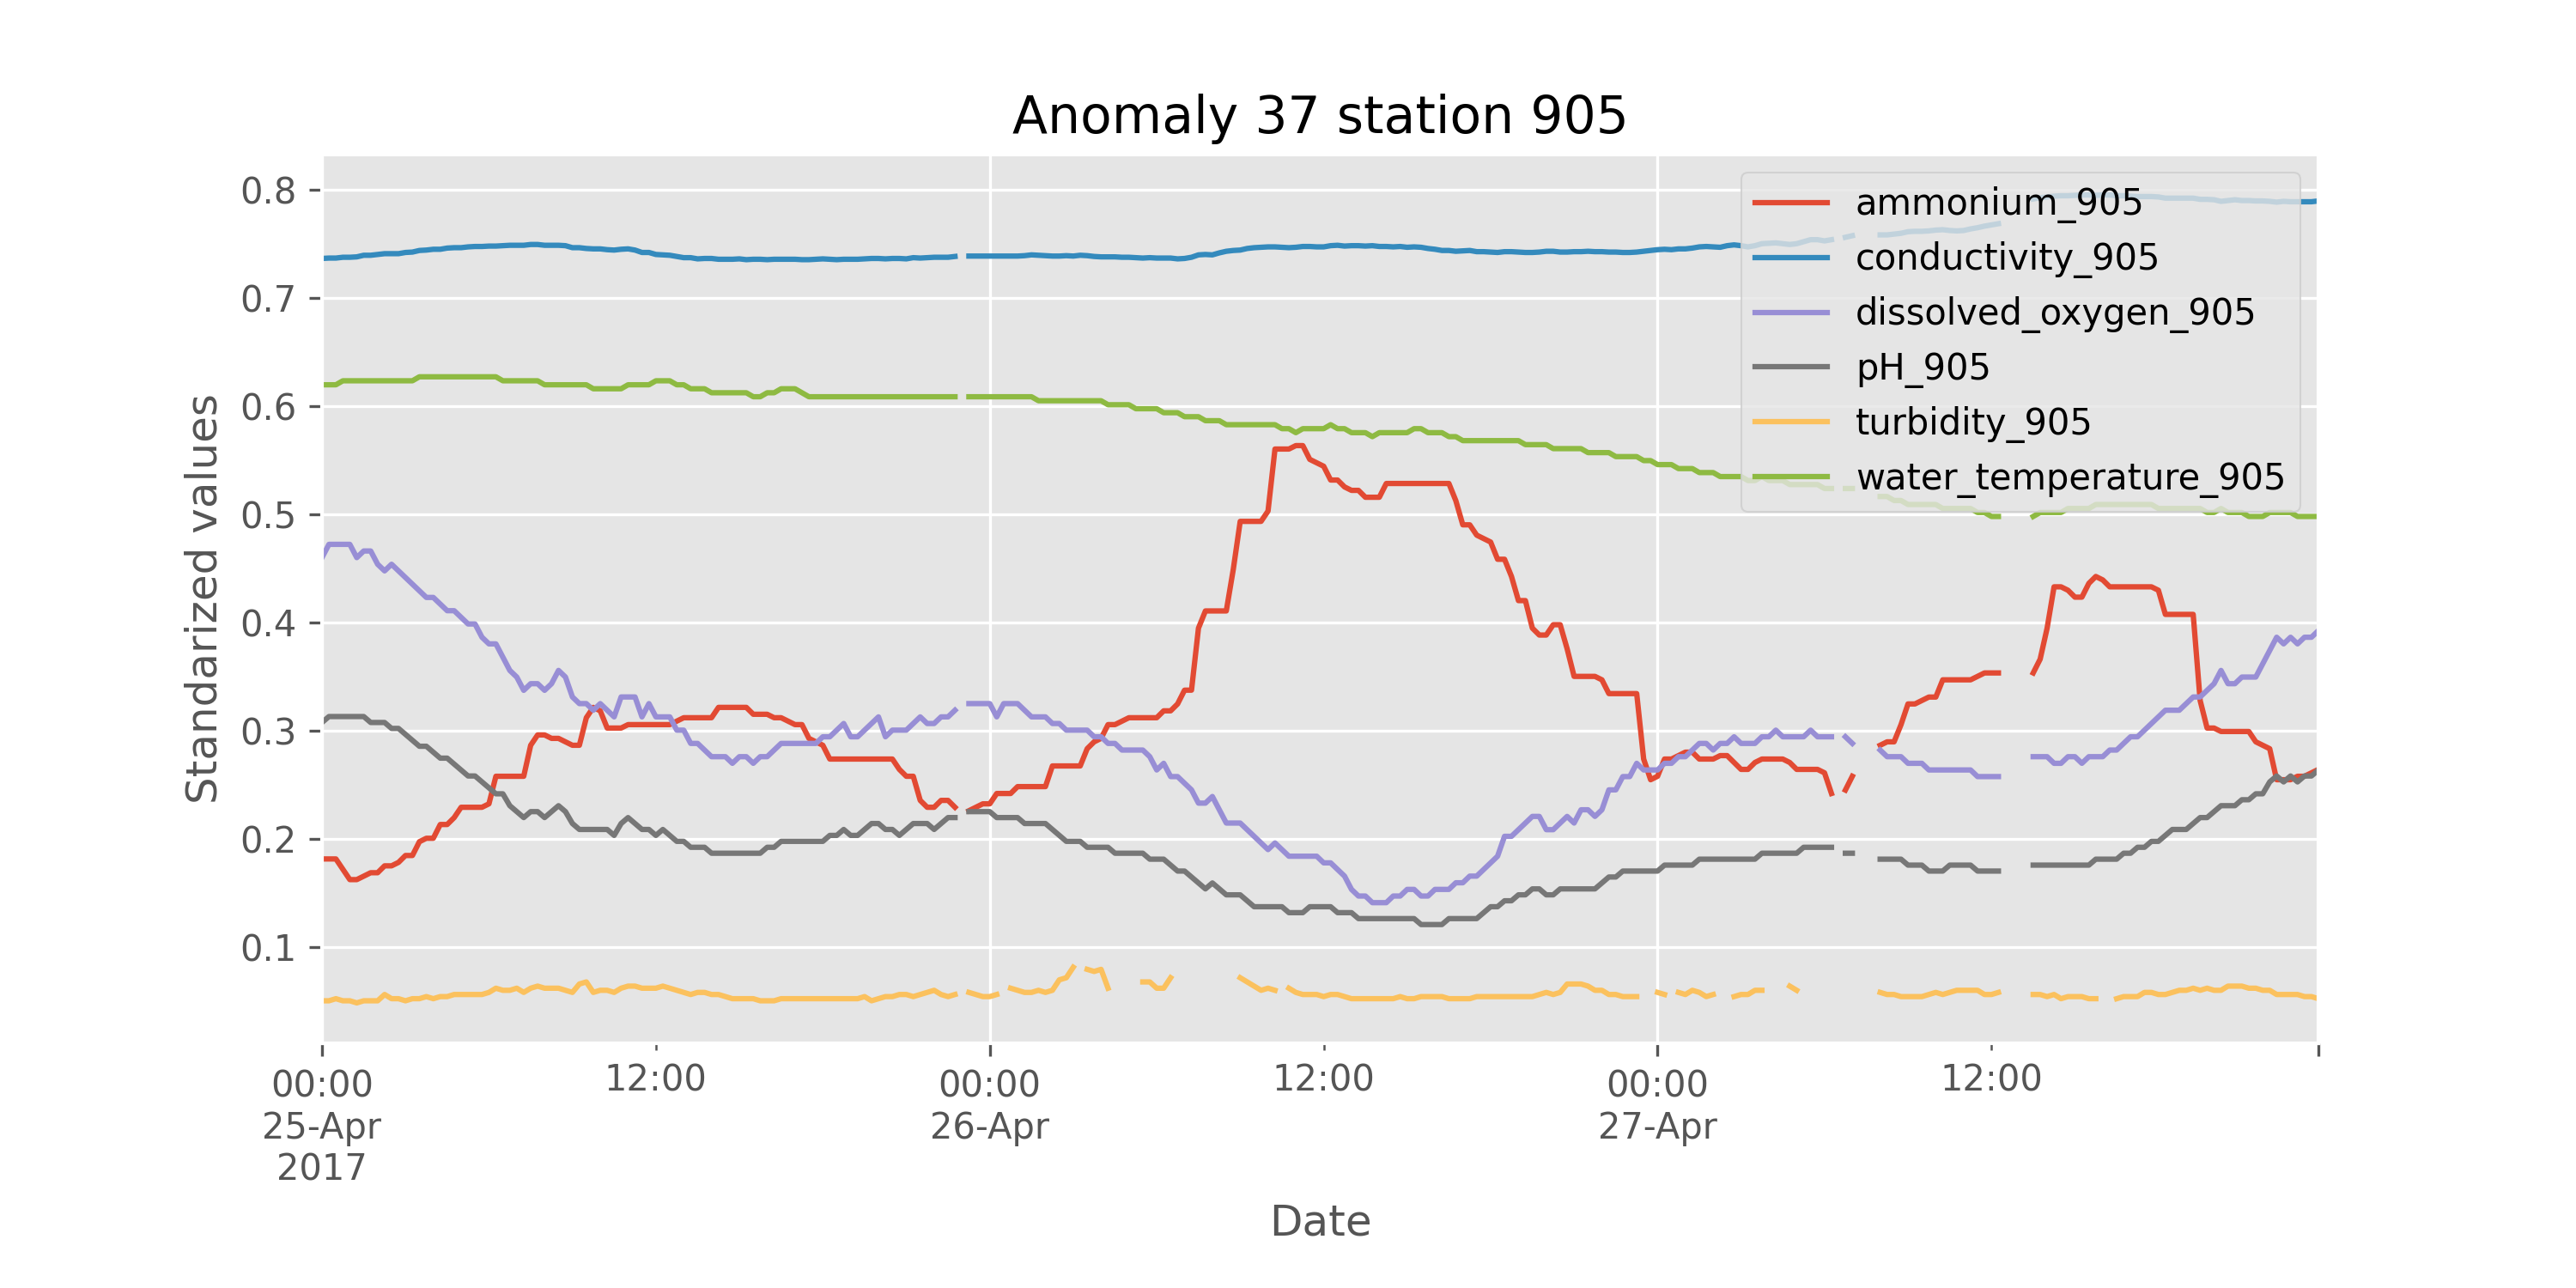 Anomaly 37 station 905
0.8
0.7
0.6
0.5
0.4
0.3
0.2
0.1
Standarized values
ammonium_905
conductivity_905
dissolved_oxygen_905
pH_905
turbidity_905
water_temperature_905
00:00
25-Apr
2017
12:00
00:00
26-Apr
12:00
00:00
27-Apr
12:00
Date